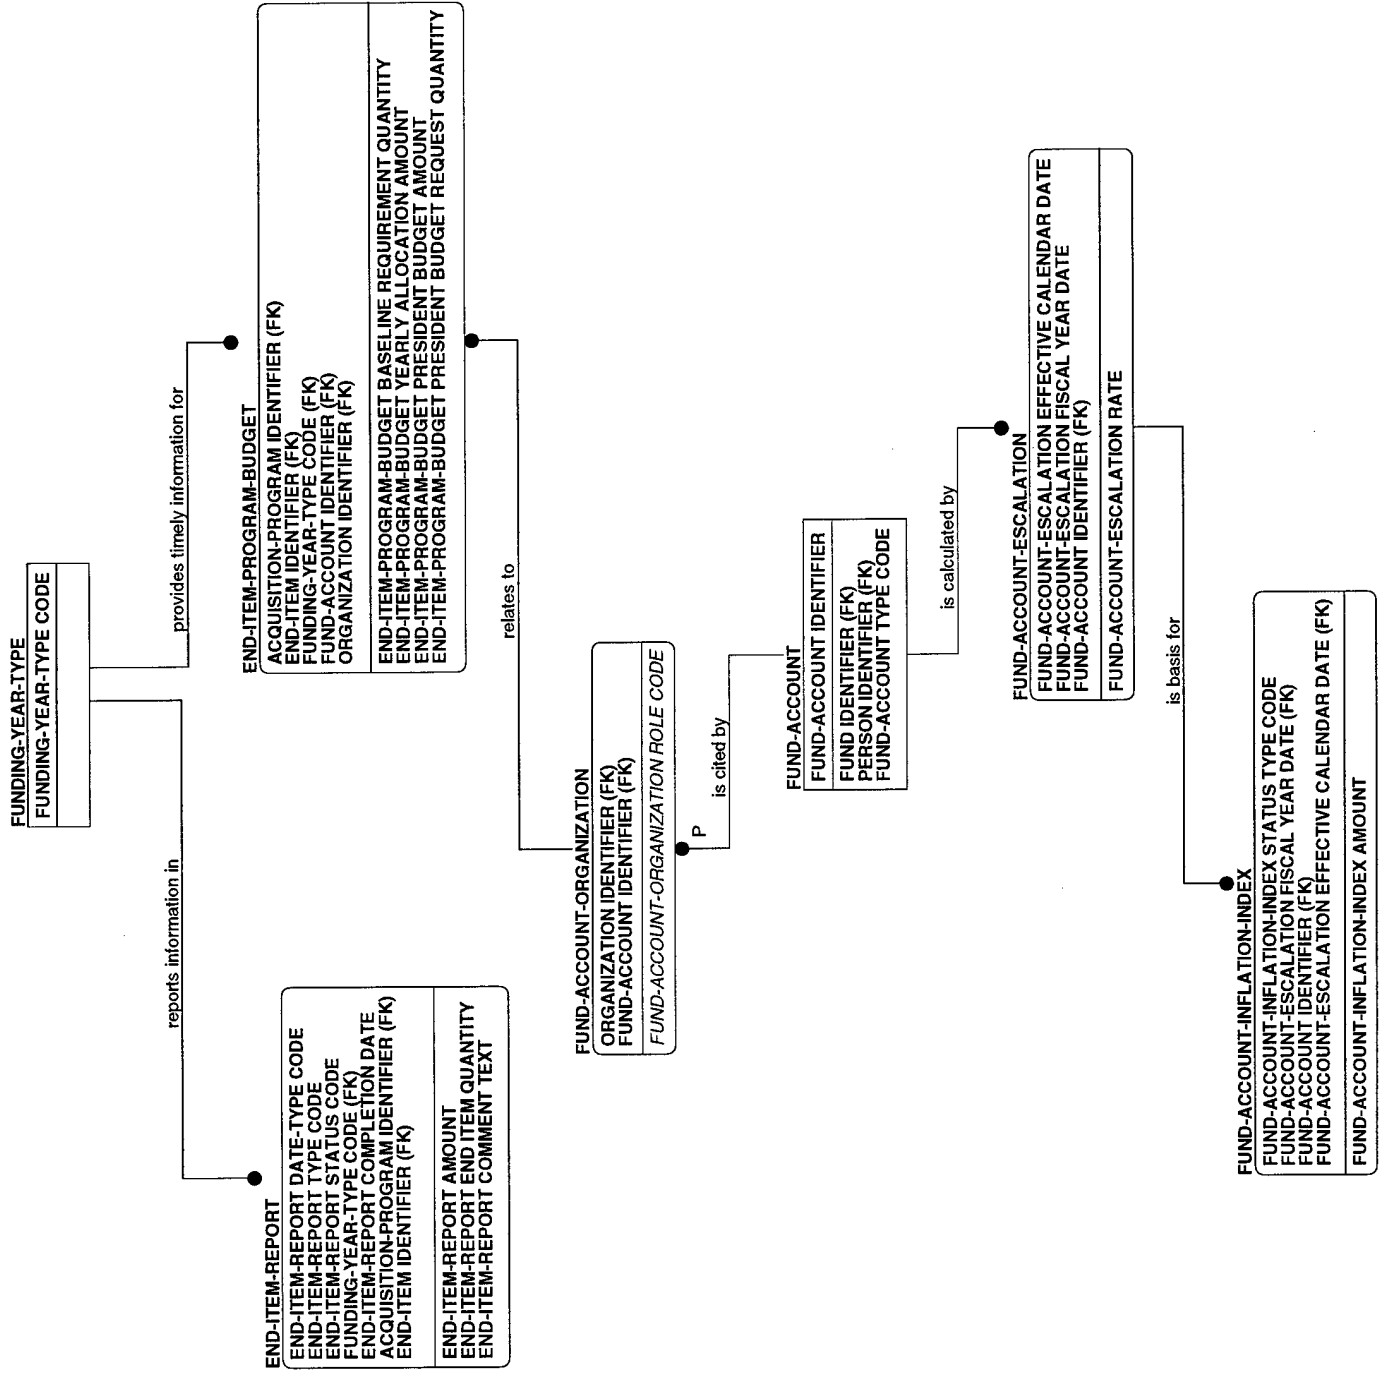 FUNDING-YEAR-TYPE
FUNDING-YEAR-TYPE CODE
reports information in
provides timely information for
END-ITEM-REPORT
END-ITEM-REPORT DATE-TYPE CODE
END-ITEM-REPORT TYPE CODE
END-ITEM-REPORT STATUS CODE
FUNDING-YEAR-TYPE CODE (FK)
END-ITEM-REPORT COMPLETION DATE
ACQUISITION-PROGRAM IDENTIFIER (FK)
END-ITEM IDENTIFIER (FK)
END-ITEM-REPORT AMOUNT
END-ITEM-REPORT END ITEM QUANTITY
END-ITEM-REPORT COMMENT TEXT
END-ITEM-PROGRAM-BUDGET
ACQUISITION-PROGRAM IDENTIFIER (FK)
END-ITEM IDENTIFIER (FK)
FUNDING-YEAR-TYPE CODE (FK)
FUND-ACCOUNT IDENTIFIER (FK)
ORGANIZATION IDENTIFIER (FK)
END-ITEM-PROGRAM-BUDGET BASELINE REQUIREMENT QUANTITY
END-ITEM-PROGRAM-BUDGET YEARLY ALLOCATION AMOUNT
END-ITEM-PROGRAM-BUDGET PRESIDENT BUDGET AMOUNT
END-ITEM-PROGRAM-BUDGET PRESIDENT BUDGET REQUEST QUANTITY
relates to
FUND-ACCOUNT-ORGANIZATION
ORGANIZATION IDENTIFIER (FK)
FUND-ACCOUNT IDENTIFIER (FK)
FUND-ACCOUNT-ORGANIZATION ROLE CODE
P
is cited by
FUND-ACCOUNT
FUND-ACCOUNT IDENTIFIER
FUND IDENTIFIER (FK)
PERSON IDENTIFIER (FK)
FUND-ACCOUNT TYPE CODE
is calculated by
FUND-ACCOUNT-ESCALATION
FUND-ACCOUNT-ESCALATION EFFECTIVE CALENDAR DATE
FUND-ACCOUNT-ESCALATION FISCAL YEAR DATE
FUND-ACCOUNT IDENTIFIER (FK)
FUND-ACCOUNT-ESCALATION RATE
is basis for
FUND-ACCOUNT-INFLATION-INDEX
FUND-ACCOUNT-INFLATION-INDEX STATUS TYPE CODE
FUND-ACCOUNT-ESCALATION FISCAL YEAR DATE (FK)
FUND-ACCOUNT IDENTIFIER (FK)
FUND-ACCOUNT-ESCALATION EFFECTIVE CALENDAR DATE (FK)
FUND-ACCOUNT-INFLATION-INDEX AMOUNT